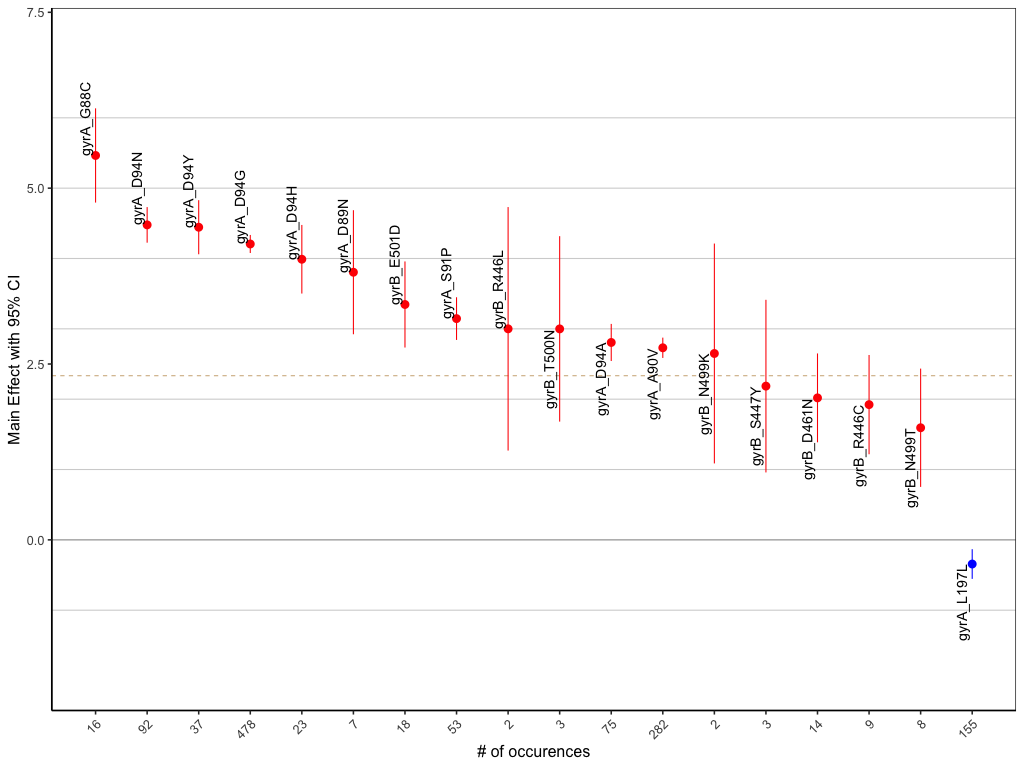 7.5
5.0
2.5
0.0
Main Effect with 95% CI
gyrA_G88C
gyrA_D94N
gyrA_D94Y
gyrA_D94G
gyrA_D94H
gyrA_D89N
gyrB_E501D
gyrA_S91P
gyrB_R446L
gyrB_T500N
gyrA_D94A
gyrA_A90V
gyrB_N499K
gyrB_S447Y
gyrB_D461N
gyrB_R446C
gyrB_N499T
gyrA_L197L
16
92
37
478
23
7
18
53
2
3
75
282
2
3
14
9
8
155
# of occurences